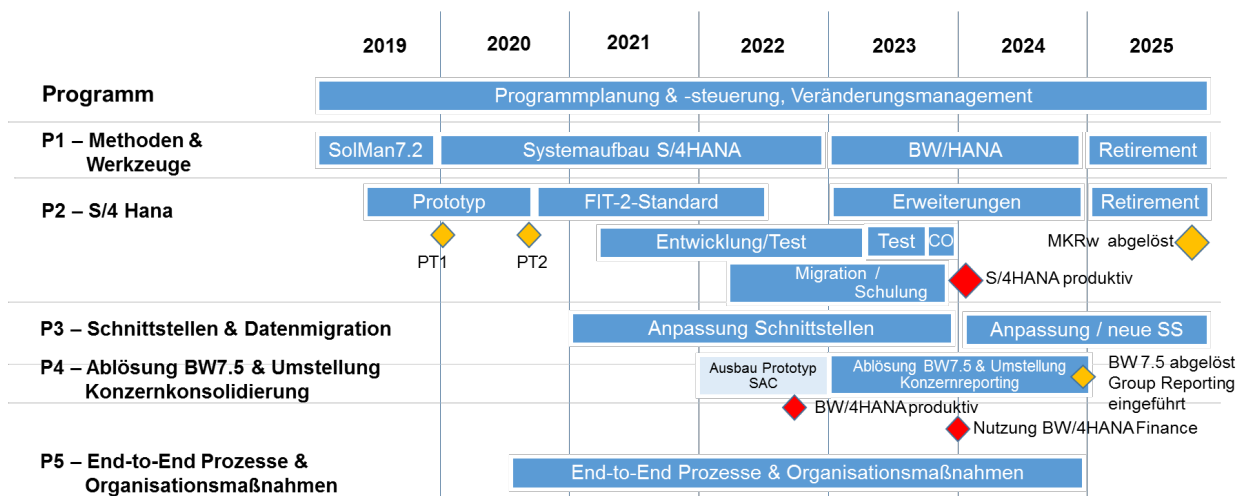 2019 2020 2021 2022 2023 2024 2025
Programm
Programmplanung & -steuerung, Veränderungsmanagement
P1 – Methoden &
Werkzeuge
SolMan7.2 Systemaufbau S/4HANA BW/HANA Retirement
P2 – S/4 Hana
Prototyp FIT-2-Standard Erweiterungen Retirement
Entwicklung/Test Test CO MKRw abgelöst
PT1 PT2
Migration /
Schulung
S/4HANA produktiv
P3 – Schnittstellen & Datenmigration
Anpassung Schnittstellen Anpassung / neue SS
P4 – Ablösung BW7.5 & Umstellung
Konzernkonsolidierung
Ausbau Prototyp
SAC
Ablösung BW7.5 & Umstellung
Konzernreporting
BW 7.5 abgelöst
Group Reporting
eingeführt
BW/4HANA produktiv
Nutzung BW/4HANA Finance
P5 – End-to-End Prozesse &
Organisationsmaßnahmen
End-to-End Prozesse & Organisationsmaßnahmen